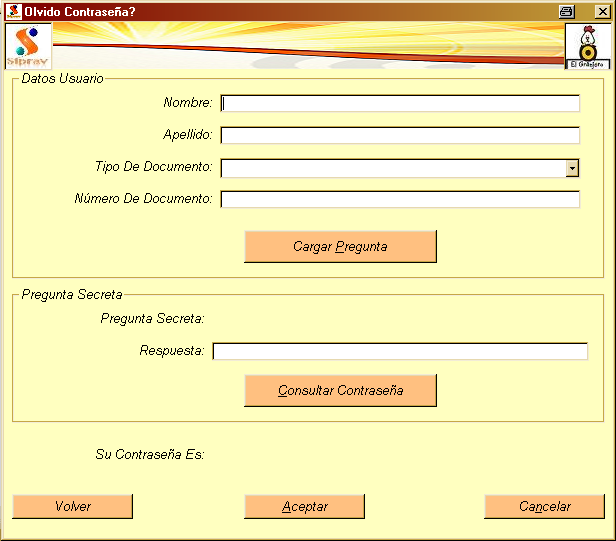 Olvido Contraseña?
Siprav
El Granjero
Datos Usuario
Nombre:
Apellido:
Tipo De Documento:
Número De Documento:
Cargar Pregunta
Pregunta Secreta
Pregunta Secreta:
Respuesta:
Consultar Contraseña
Su Contraseña Es:
Volver
Aceptar
Cancelar